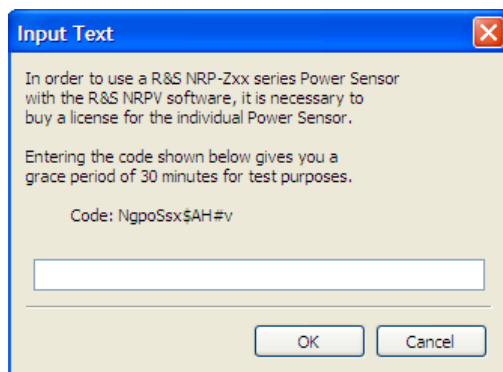 Input Text
In order to use a R&S NRP-Zxx series Power Sensor
with the R&S NRPV software, it is necessary to
buy a license for the individual Power Sensor.
Entering the code shown below gives you a
grace period of 30 minutes for test purposes.
Code: NgpoSsx$AH#v
OK Cancel